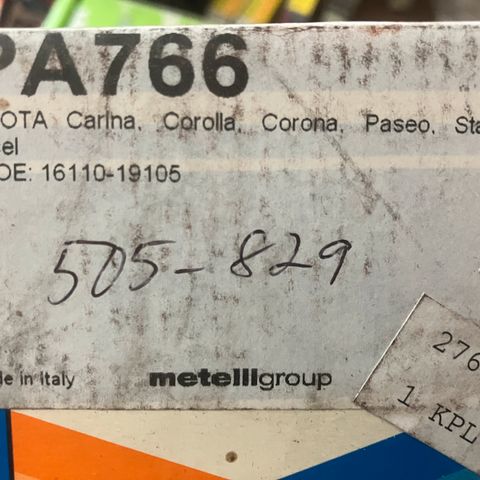 PA766
OTA Carina, Corolla, Corona, Paseo, Sta
el
OE: 16110-19105
505-829
de in Italy
metelligroup
276
1 KPL